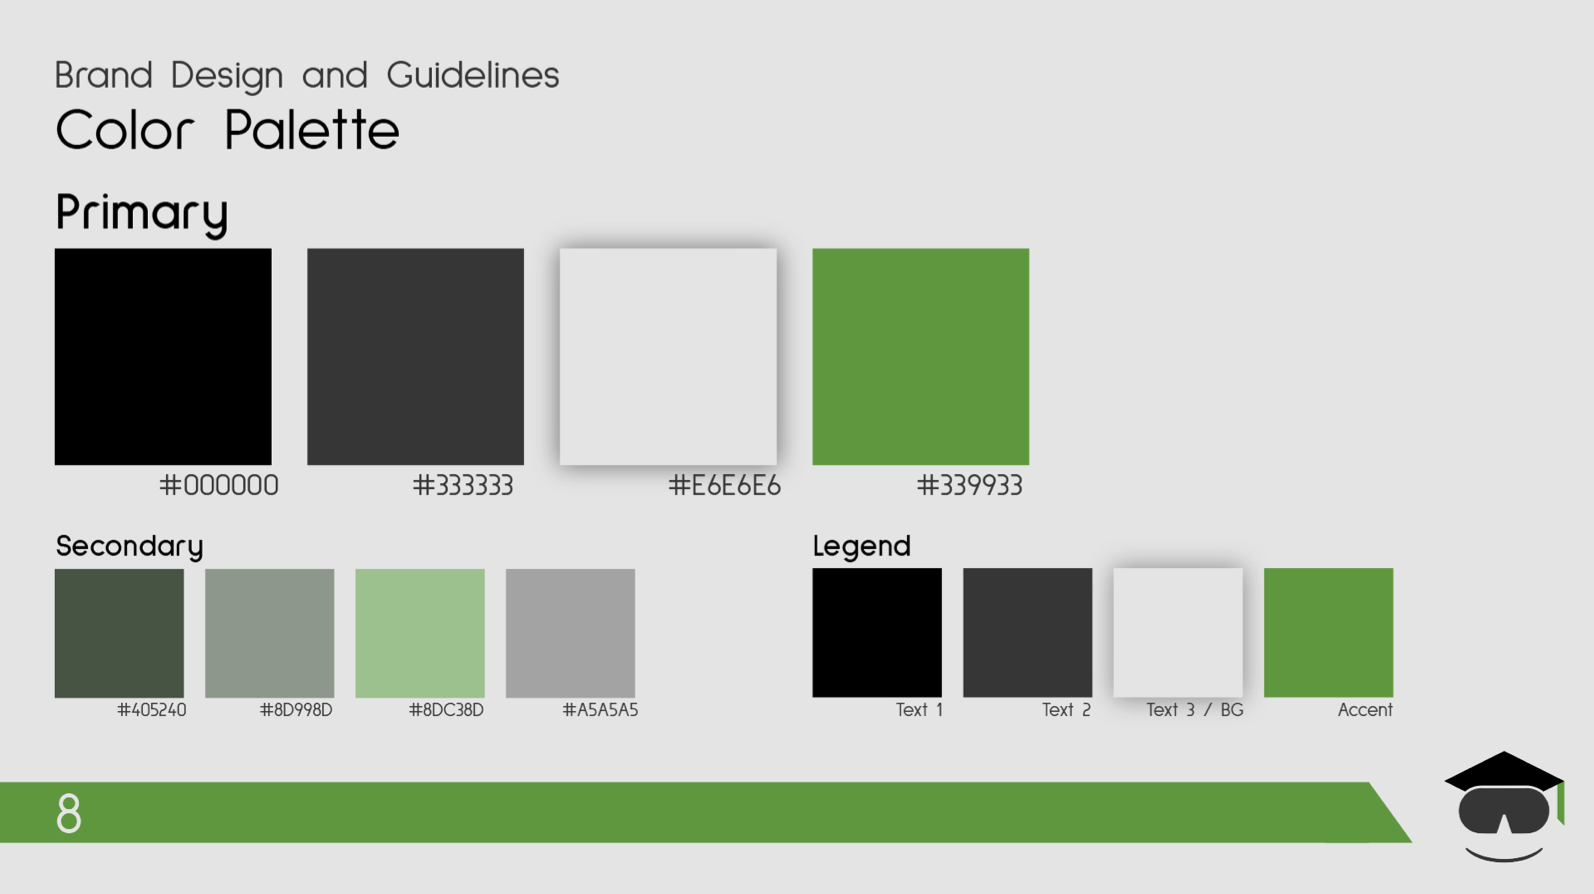 Brand Design and Guidelines
Color Palette
Primary
#000000 #333333 #E6E6E6 #339933
Secondary
#405240 #8D998D #8DC38D #A5A5A5
Legend
Text 1 Text 2 Text 3 / BG Accent
8